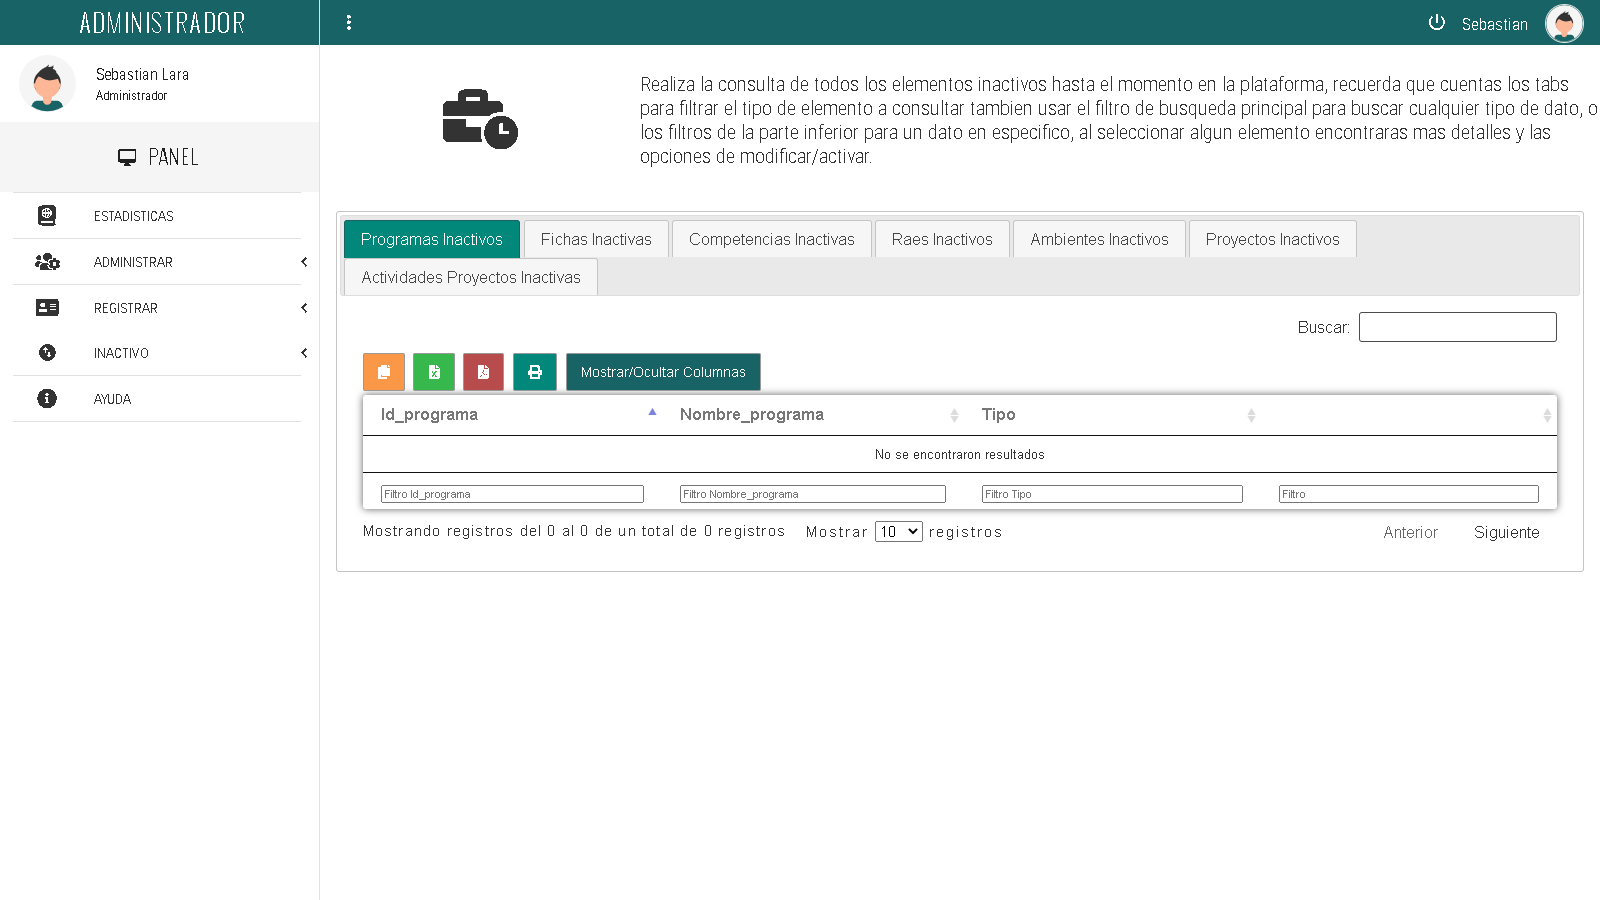 ADMINISTRADOR
Sebastian
Sebastian Lara
Administrador
PANEL
ESTADISTICAS
ADMINISTRAR
REGISTRAR
INACTIVO
AYUDA
Realiza la consulta de todos los elementos inactivos hasta el momento en la plataforma, recuerda que cuentas los tabs
para filtrar el tipo de elemento a consultar tambien usar el filtro de busqueda principal para buscar cualquier tipo de dato, o
los filtros de la parte inferior para un dato en especifico, al seleccionar algun elemento encontraras mas detalles y las
opciones de modificar/activar.
Programas Inactivos Fichas Inactivas Competencias Inactivas Raes Inactivos Ambientes Inactivos Proyectos Inactivos
Actividades Proyectos Inactivas
Buscar:
Mostrar/Ocultar Columnas
Id_programa Nombre_programa Tipo
No se encontraron resultados
Filtro Id_programa Filtro Nombre_programa Filtro Tipo Filtro
Mostrando registros del 0 al 0 de un total de 0 registros Mostrar 10 registros Anterior Siguiente